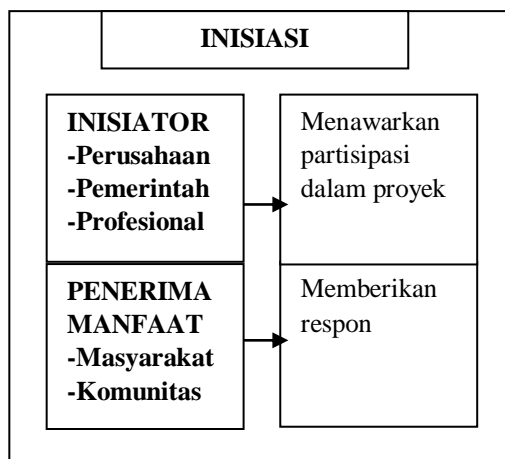 INISIASI
INISIATOR
-Perusahaan
-Pemerintah
-Profesional
Menawarkan
partisipasi
dalam proyek
PENERIMA
MANFAAT
-Masyarakat
-Komunitas
Memberikan
respon